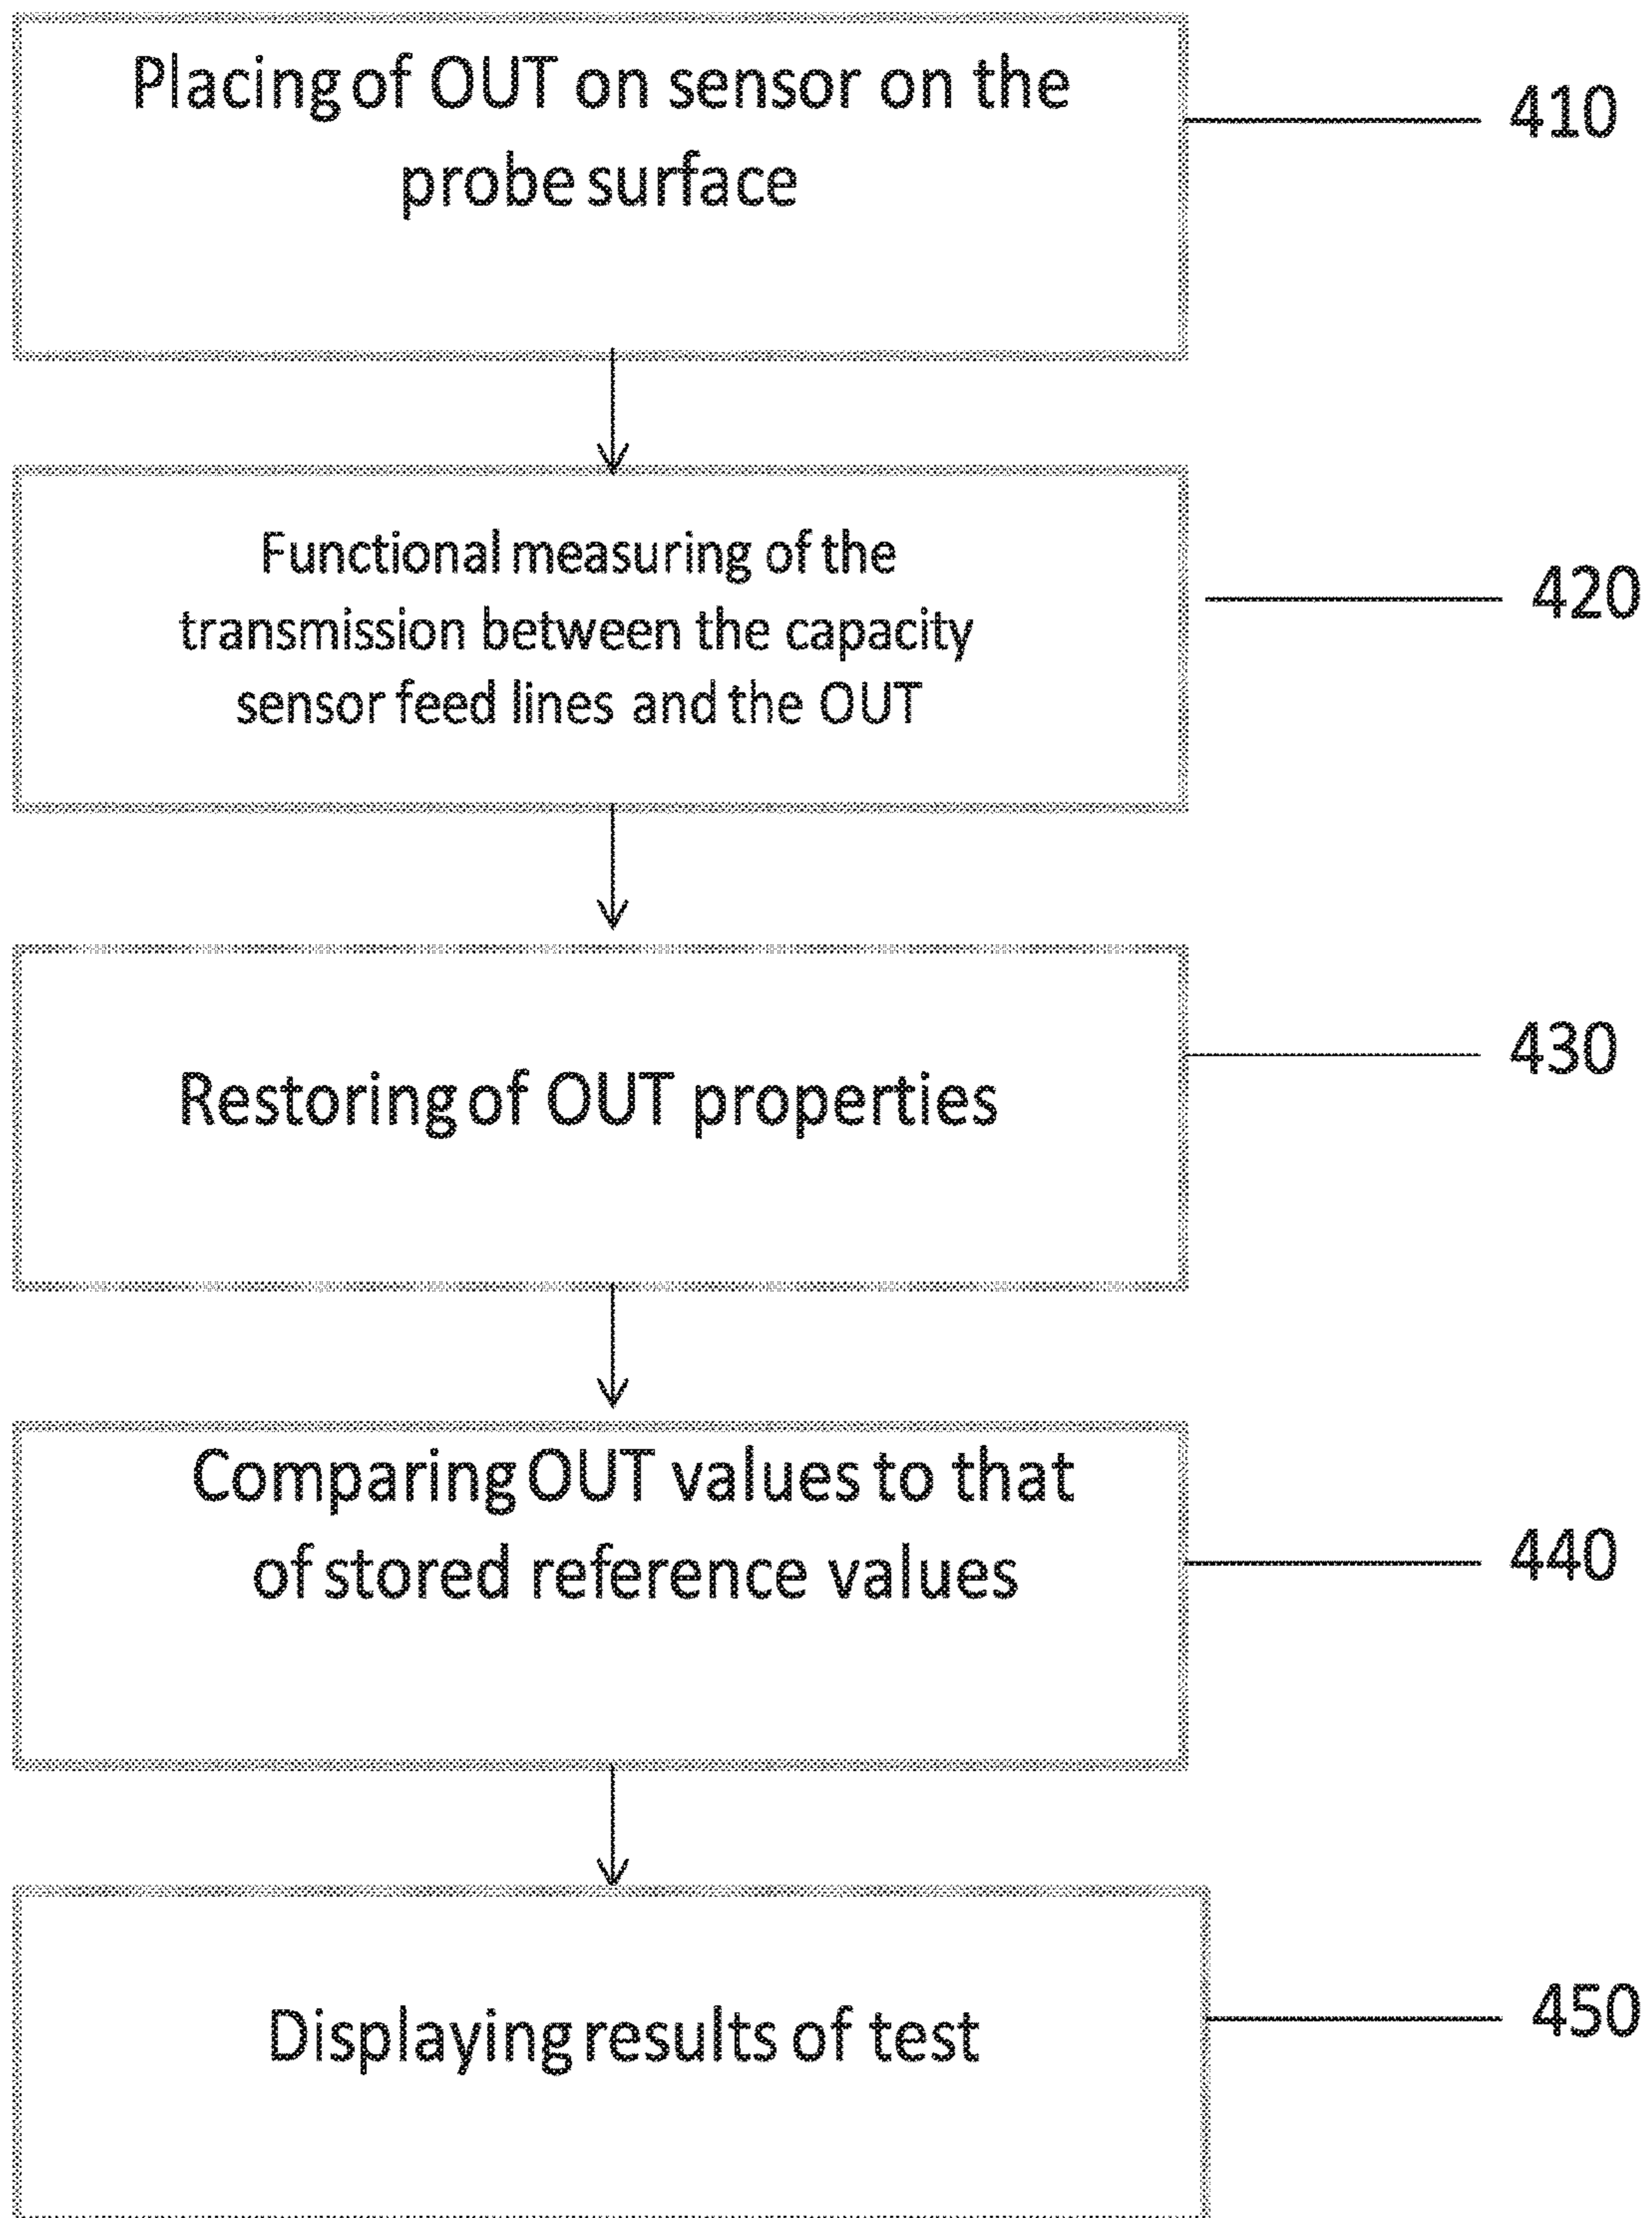 Placing of OUT on sensor on the
probe surface
410
Functional measuring of the
transmission between the capacity
sensor feed lines and the OUT
420
Restoring of OUT properties
430
Comparing OUT values to that
of stored reference values
440
Displaying results of test
450